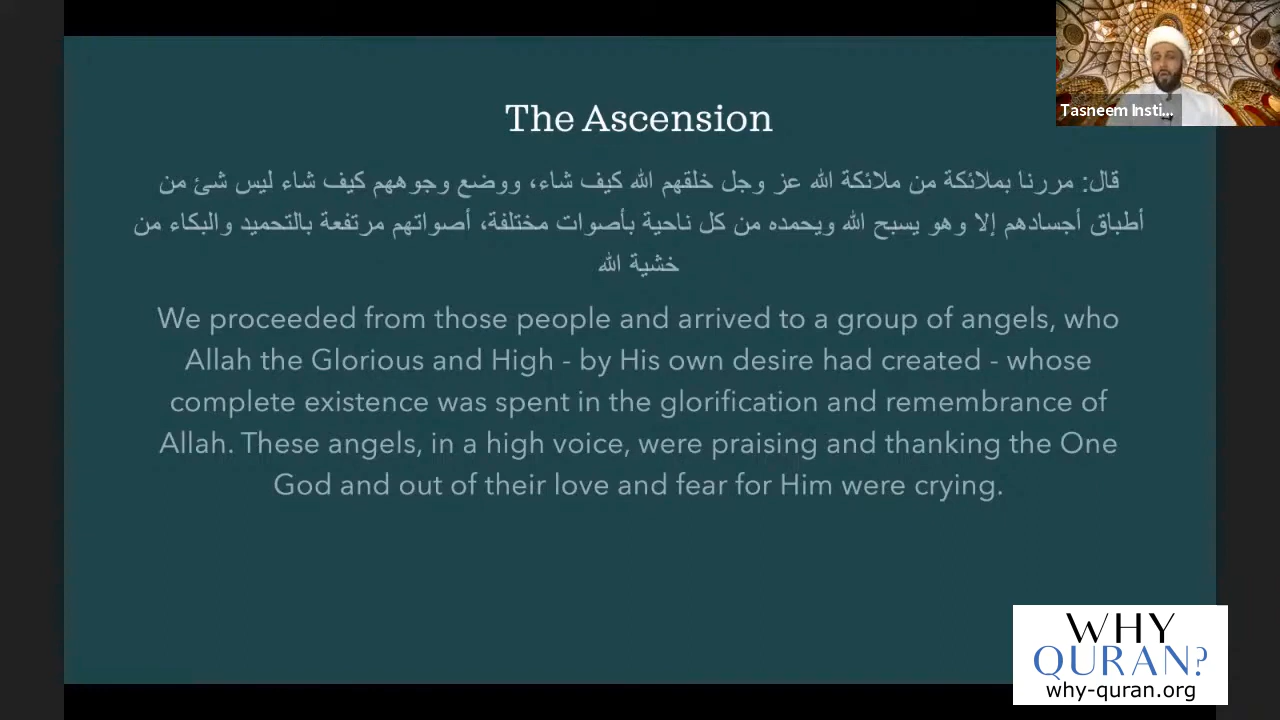 The Ascension
قال: مررنا بملائكة من ملائكة الله عز وجل خلقهم الله كيف شاء، ووضع وجوههم كيف شاء ليس شئ من
أطباق أجسادهم إلا وهو يسبح الله ويحمده من كل ناحية بأصوات مختلفة، أصواتهم مرتفعة بالتحميد والبكاء من
خشية الله
We proceeded from those people and arrived to a group of angels, who
Allah the Glorious and High - by His own desire had created - whose
complete existence was spent in the glorification and remembrance of
Allah. These angels, in a high voice, were praising and thanking the One
God and out of their love and fear for Him were crying.
Tasneem Insti...
WHY
QURAN?
why-quran.org